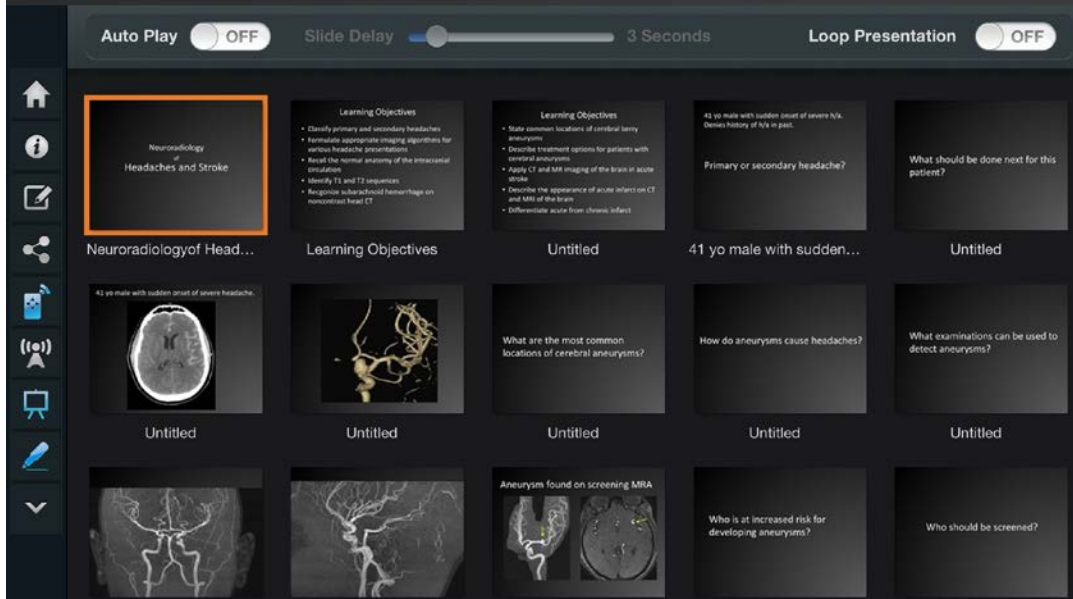 Auto Play OFF Slide Delay 3 Seconds Loop Presentation OFF
Neuroradiology
of
Headaches and Stroke
Neuroradiologyof Head...
Learning Objectives
• Classify primary and secondary headaches
• Formulate appropriate imaging algorithms for
various headache presentations
• Recall the normal anatomy of the intracranial
circulation
• Identify T1 and T2 sequences
• Recgonize subarachnoid hemorrhage on
noncontrast head CT
Learning Objectives
Learning Objectives
• State common locations of cerebral berry
aneurysms
• Describe treatment options for patients with
cerebral aneurysms
• Apply CT and MR imaging of the brain in acute
stroke
• Describe the appearance of acute infarct on CT
and MRI of the brain
• Differentiate acute from chronic infarct
Untitled
41 yo male with sudden onset of severe h/a.
Denies history of h/a in past.
Primary or secondary headache?
41 yo male with sudden...
What should be done next for this
patient?
Untitled
41 yo male with sudden onset of severe headache.
Untitled
Untitled
What are the most common
locations of cerebral aneurysms?
Untitled
How do aneurysms cause headaches?
Untitled
What examinations can be used to
detect aneurysms?
Untitled
Aneurysm found on screening MRA
Who is at increased risk for
developing aneurysms?
Who should be screened?